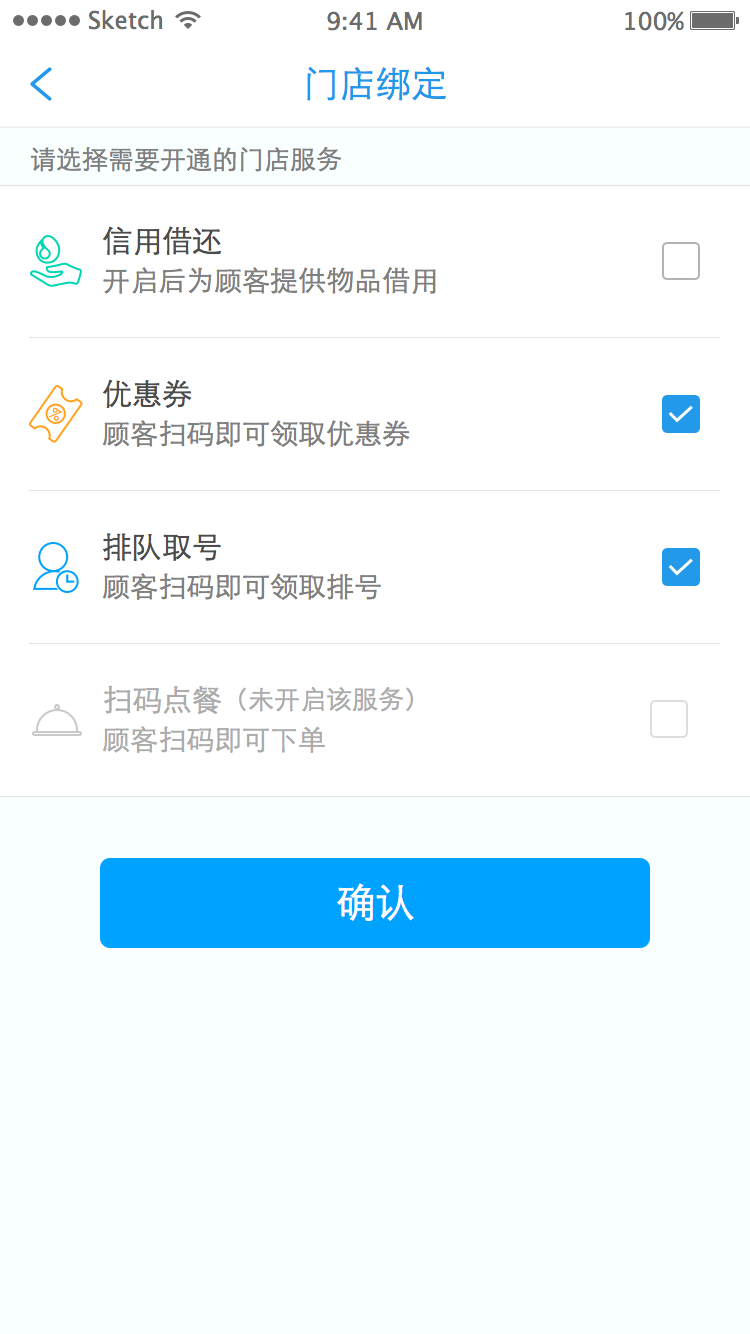 Sketch 9:41 AM 100%
门店绑定
请选择需要开通的门店服务
信用借还
开启后为顾客提供物品借用
优惠券
顾客扫码即可领取优惠券
排队取号
顾客扫码即可领取排号
扫码点餐（未开启该服务）
顾客扫码即可下单
确认